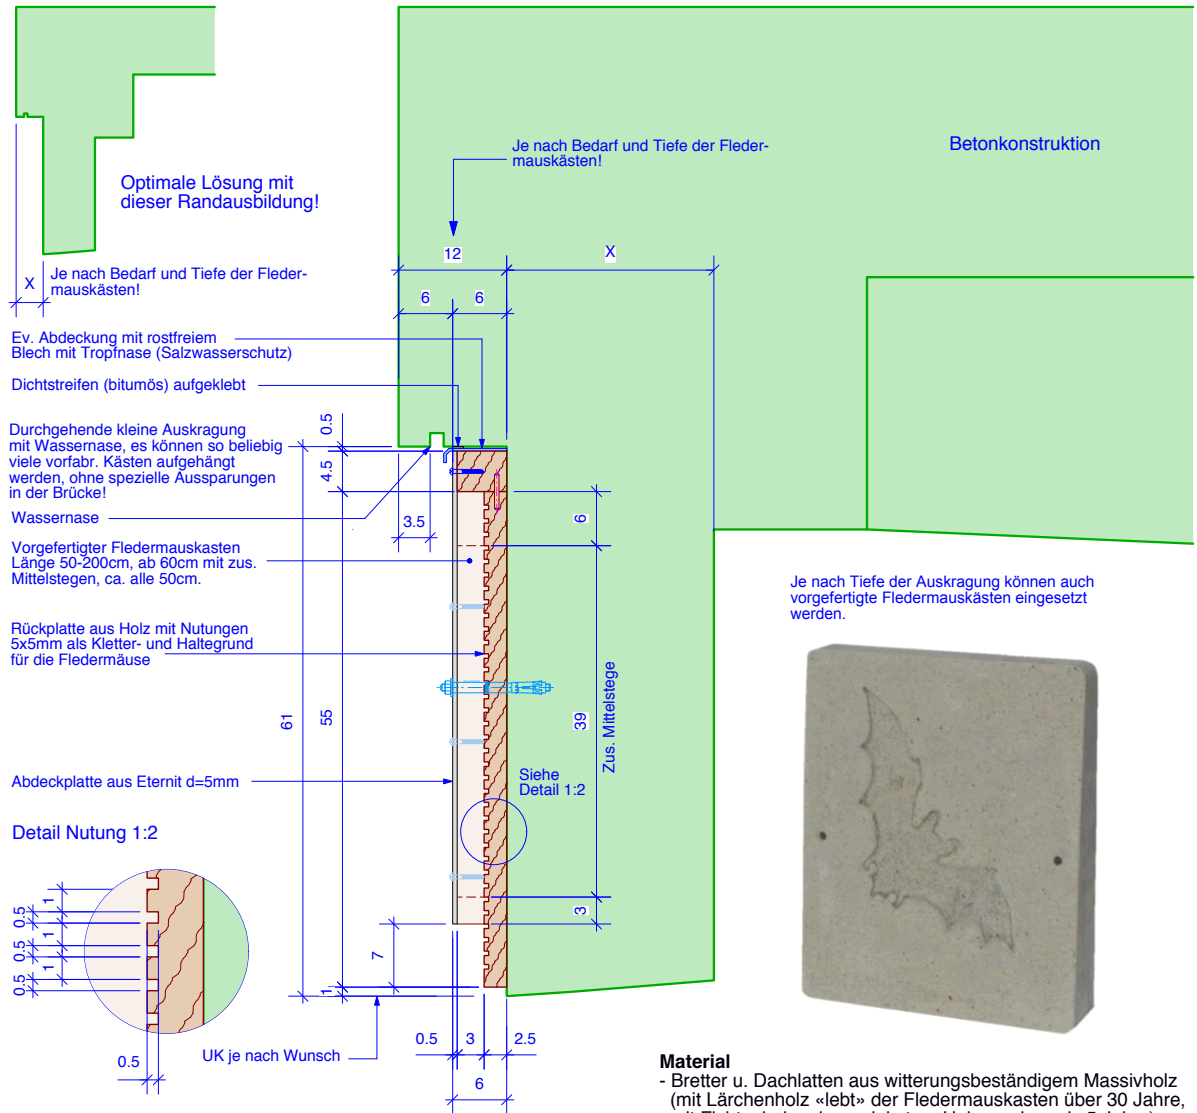 Je nach Bedarf und Tiefe der Fleder-
mauskästen!
Betonkonstruktion
Optimale Lösung mit
dieser Randausbildung!
12
X
X
Je nach Bedarf und Tiefe der Fleder-
mauskästen!
6
6
Ev. Abdeckung mit rostfreiem
Blech mit Tropfnase (Salzwasserschutz)
Dichtstreifen (bitumös) aufgeklebt
0.5
Durchgehende kleine Auskragung
mit Wassernase, es können so beliebig
viele vorfabr. Kästen aufgehängt
werden, ohne spezielle Aussparungen
in der Brücke!
4.5
Wassernase
3.5
6
Vorgefertigter Fledermauskasten
Länge 50-200cm, ab 60cm mit zus.
Mittelstegen, ca. alle 50cm.
Je nach Tiefe der Auskragung können auch
vorgefertigte Fledermauskästen eingesetzt
werden.
Rückplatte aus Holz mit Nutungen
5x5mm als Kletter- und Haltegrund
für die Fledermäuse
61
55
39
Zus. Mittelstege
Abdeckplatte aus Eternit d=5mm
Siehe
Detail 1:2
Detail Nutung 1:2
1
0.5
1
0.5
1
0.5
0.5
3
7
1
UK je nach Wunsch
0.5
3
2.5
6
Material
- Bretter u. Dachlatten aus witterungsbeständigem Massivholz
(mit Lärchenholz «lebt» der Fledermauskasten über 30 Jahre,